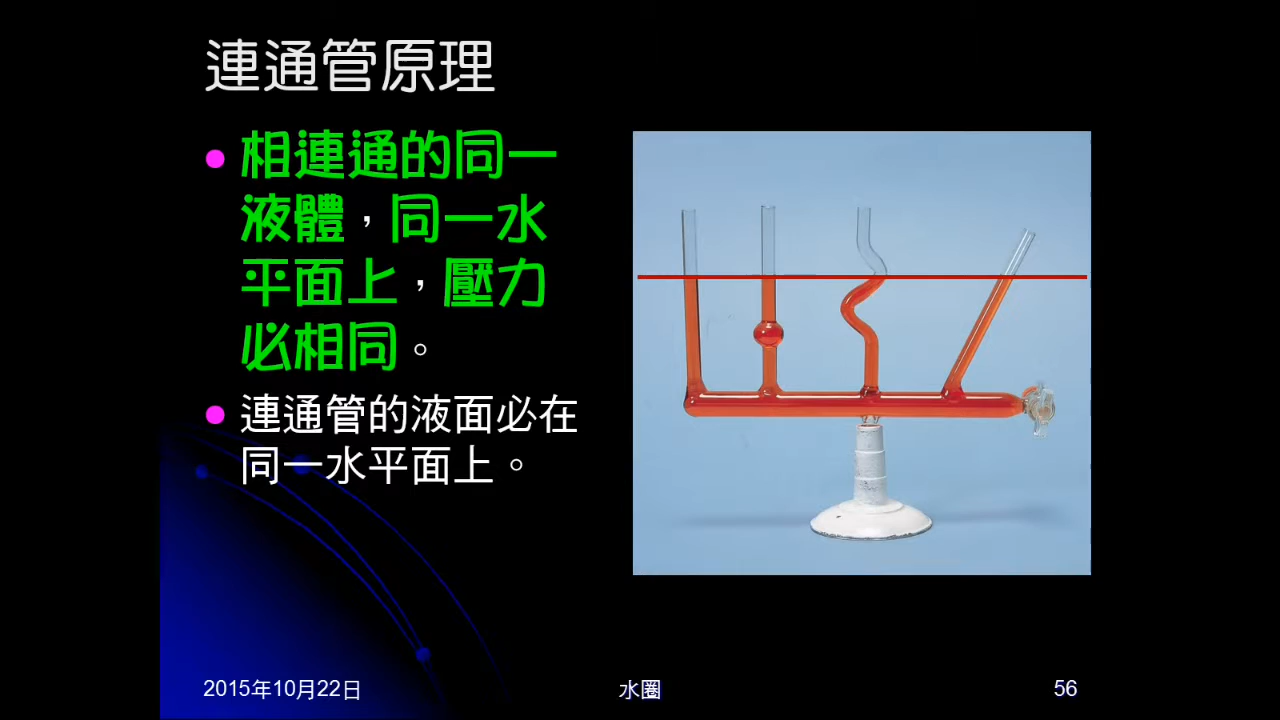 連通管原理
相連通的同一
液體，同一水
平面上，壓力
必相同。
連通管的液面必在
同一水平面上。
2015年10月22日
水圈
56